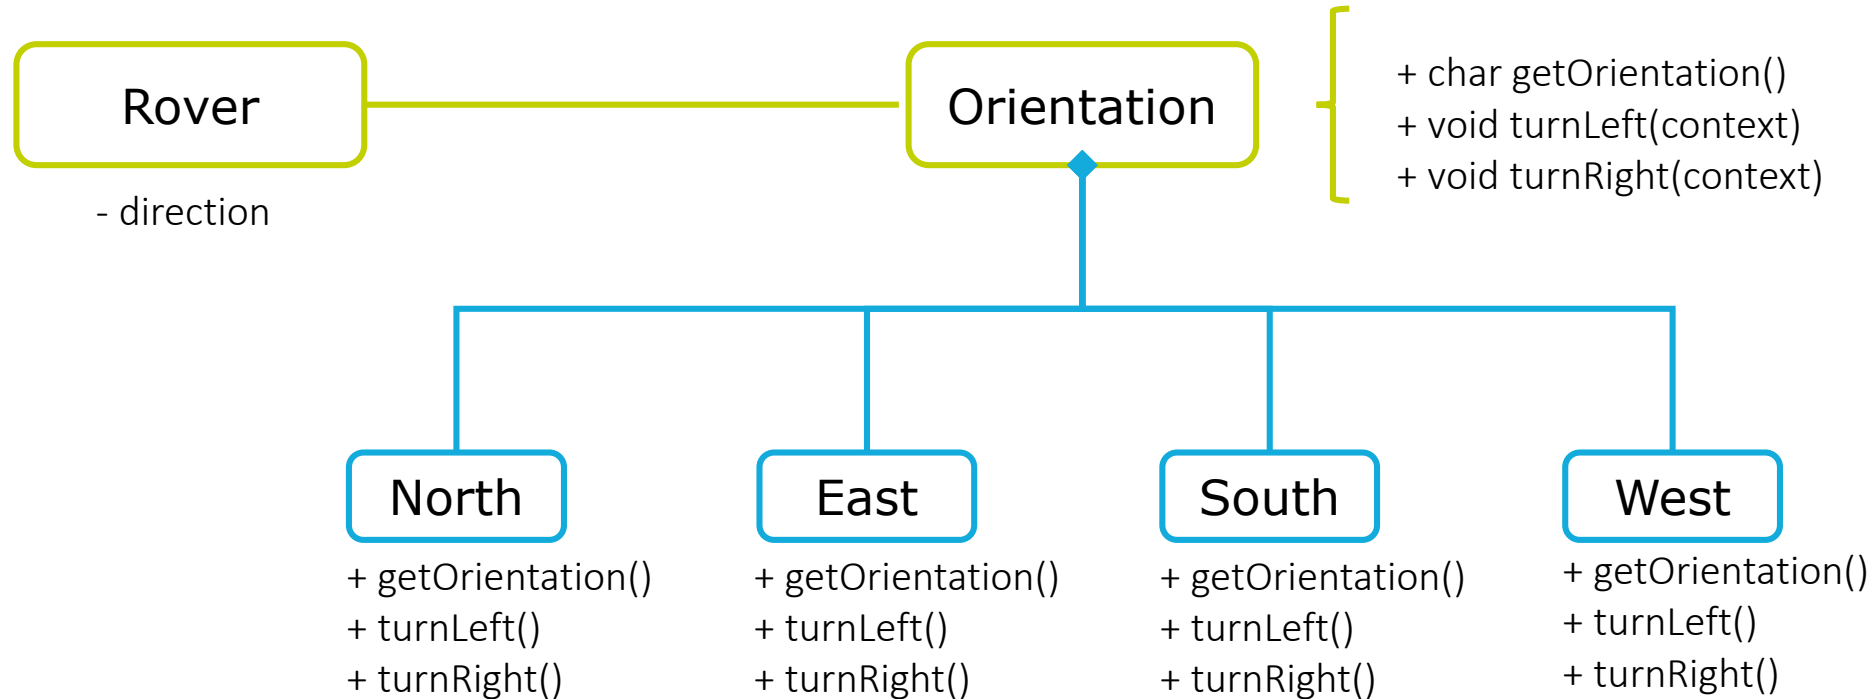 Rover
- direction
Orientation
+ char getOrientation()
+ void turnLeft(context)
+ void turnRight(context)
North
+ getOrientation()
+ turnLeft()
+ turnRight()
East
+ getOrientation()
+ turnLeft()
+ turnRight()
South
+ getOrientation()
+ turnLeft()
+ turnRight()
West
+ getOrientation()
+ turnLeft()
+ turnRight()